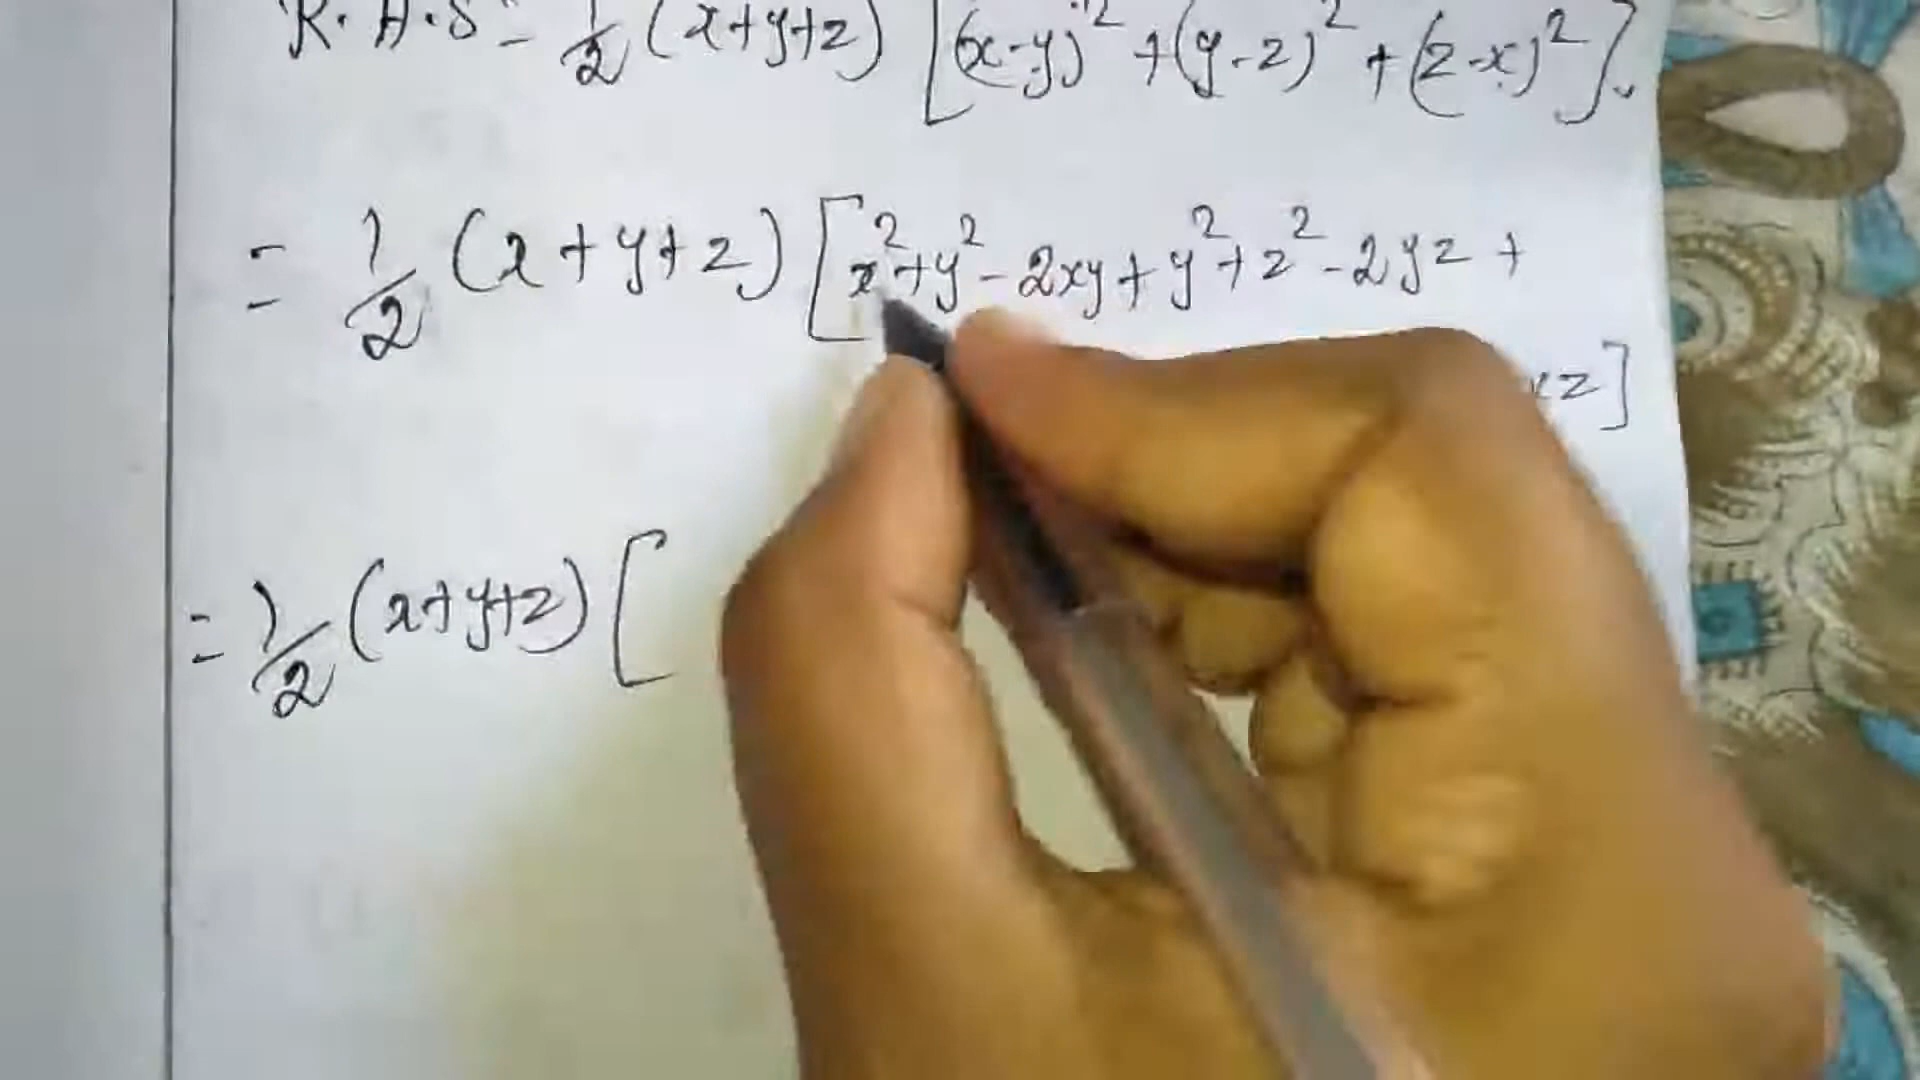 R.H.S = 1/2 (x+y+z) [(x-y)² + (y-z)² + (z-x)²].
= 1/2 (x+y+z) [x²+y²-2xy+y²+z²-2yz+
xz]
= 1/2 (x+y+z) [